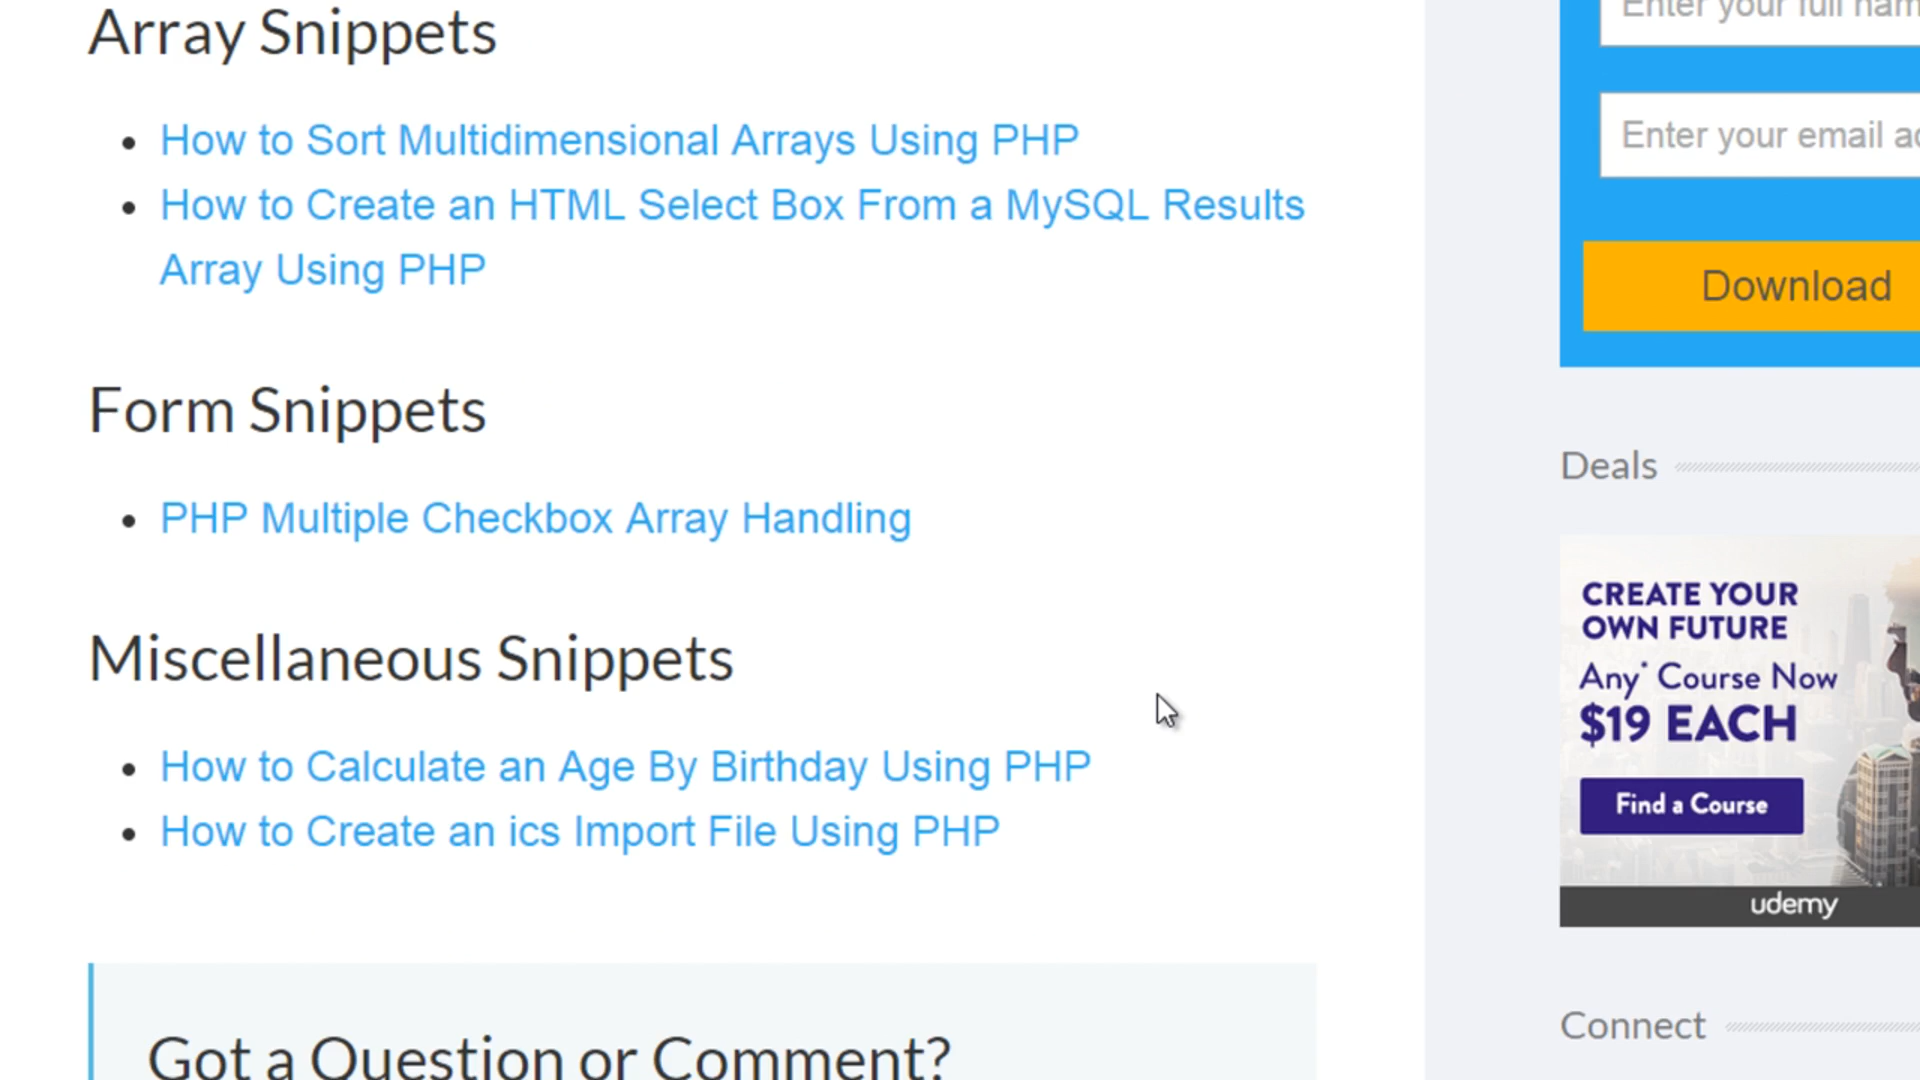 Array Snippets
How to Sort Multidimensional Arrays Using PHP
How to Create an HTML Select Box From a MySQL Results
Array Using PHP
Form Snippets
PHP Multiple Checkbox Array Handling
Miscellaneous Snippets
How to Calculate an Age By Birthday Using PHP
How to Create an ics Import File Using PHP
Got a Question or Comment?
Enter your full nam
Enter your email ad
Download
Deals
CREATE YOUR
OWN FUTURE
Any* Course Now
$19 EACH
Find a Course
udemy
Connect